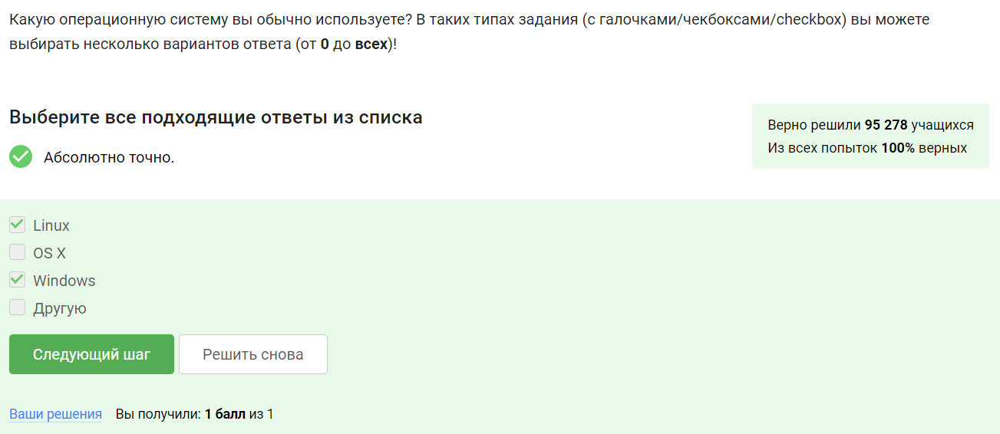 Какую операционную систему вы обычно используете? В таких типах задания (с галочками/чекбоксами/checkbox) вы можете
выбирать несколько вариантов ответа (от 0 до всех)!
Выберите все подходящие ответы из списка
Верно решили 95 278 учащихся
Из всех попыток 100% верных
Абсолютно точно.
Linux
OS X
Windows
Другую
Следующий шаг
Решить снова
Ваши решения Вы получили: 1 балл из 1